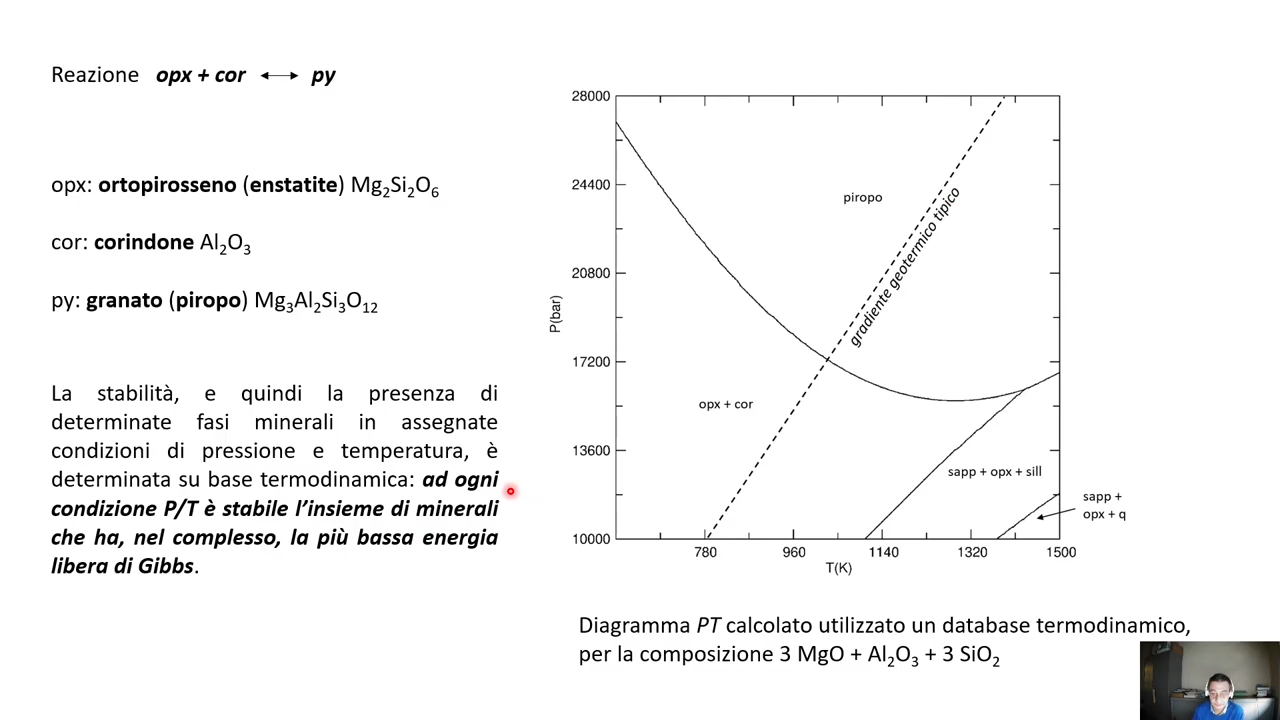 Reazione opx + cor ⟷ py
opx: ortopirosseno (enstatite) Mg₂Si₂O₆
cor: corindone Al₂O₃
py: granato (piropo) Mg₃Al₂Si₃O₁₂
La stabilità, e quindi la presenza di
determinate fasi minerali in assegnate
condizioni di pressione e temperatura, è
determinata su base termodinamica: ad ogni
condizione P/T è stabile l’insieme di minerali
che ha, nel complesso, la più bassa energia
libera di Gibbs.
28000
24400
20800
17200
13600
10000
P(bar)
piropo
gradiente geotermico tipico
opx + cor
sapp + opx + sill
sapp +
opx + q
780
960
1140
1320
1500
T(K)
Diagramma PT calcolato utilizzato un database termodinamico,
per la composizione 3 MgO + Al₂O₃ + 3 SiO₂